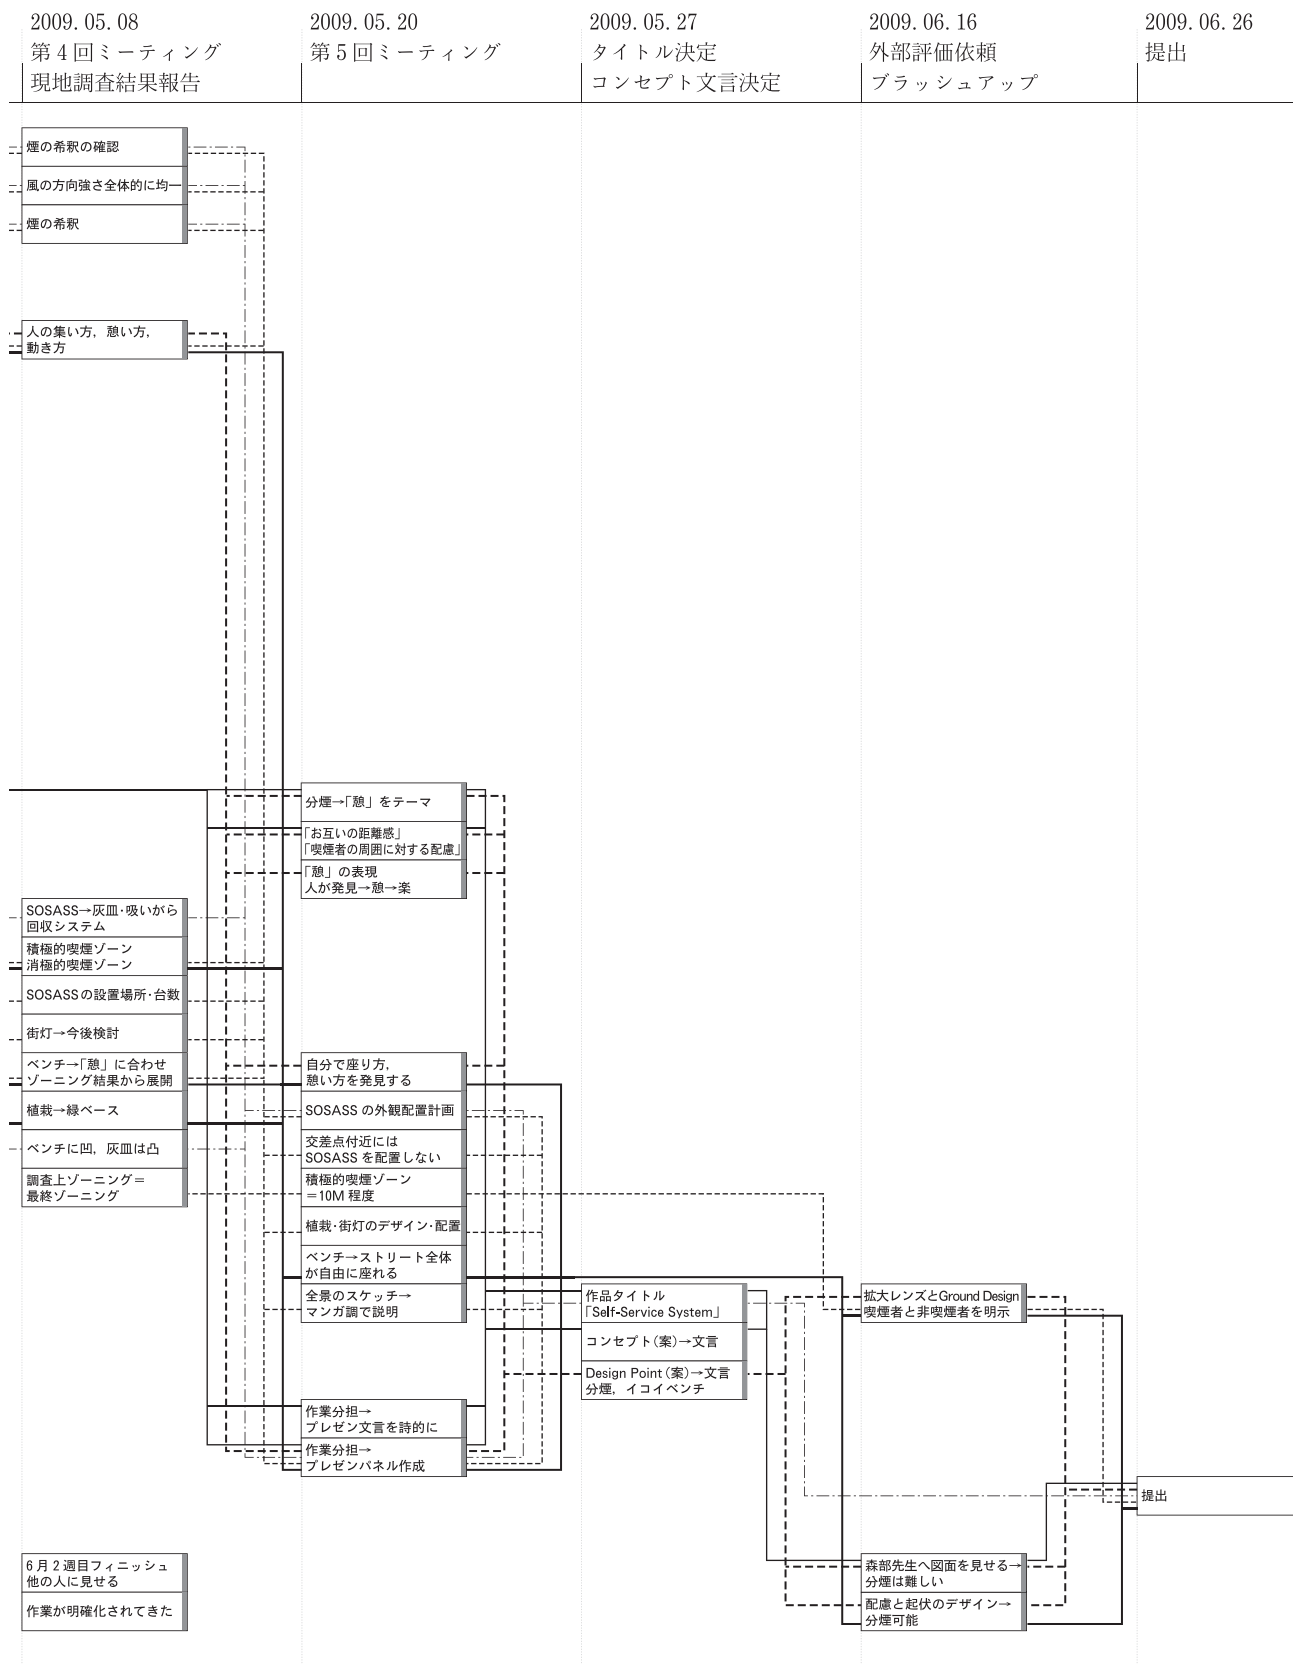 2009.05.08
第4回ミーティング
現地調査結果報告
2009.05.20
第5回ミーティング
2009.05.27
タイトル決定
コンセプト文言決定
2009.06.16
外部評価依頼
ブラッシュアップ
2009.06.26
提出
煙の希釈の確認
風の方向強さ全体的に均一
煙の希釈
人の集い方，憩い方，
動き方
SOSASS→灰皿・吸いがら
回収システム
積極的喫煙ゾーン
消極的喫煙ゾーン
SOSASSの設置場所・台数
街灯→今後検討
ベンチ→「憩」に合わせ
ゾーニング結果から展開
植栽→緑ベース
ベンチに凹，灰皿は凸
調査上ゾーニング＝
最終ゾーニング
6月2週目フィニッシュ
他の人に見せる
作業が明確化されてきた
分煙→「憩」をテーマ
「お互いの距離感」
「喫煙者の周囲に対する配慮」
「憩」の表現
人が発見→憩→楽
自分で座り方，
憩い方を発見する
SOSASS の外観配置計画
交差点付近には
SOSASS を配置しない
積極的喫煙ゾーン
＝10M 程度
植栽・街灯のデザイン・配置
ベンチ→ストリート全体
が自由に座れる
全景のスケッチ→
マンガ調で説明
作業分担→
プレゼン文言を詩的に
作業分担→
プレゼンパネル作成
作品タイトル
「Self-Service System」
コンセプト（案）→文言
Design Point（案）→文言
分煙，イコイベンチ
拡大レンズとGround Design
喫煙者と非喫煙者を明示
森部先生へ図面を見せる→
分煙は難しい
配慮と起伏のデザイン→
分煙可能
提出